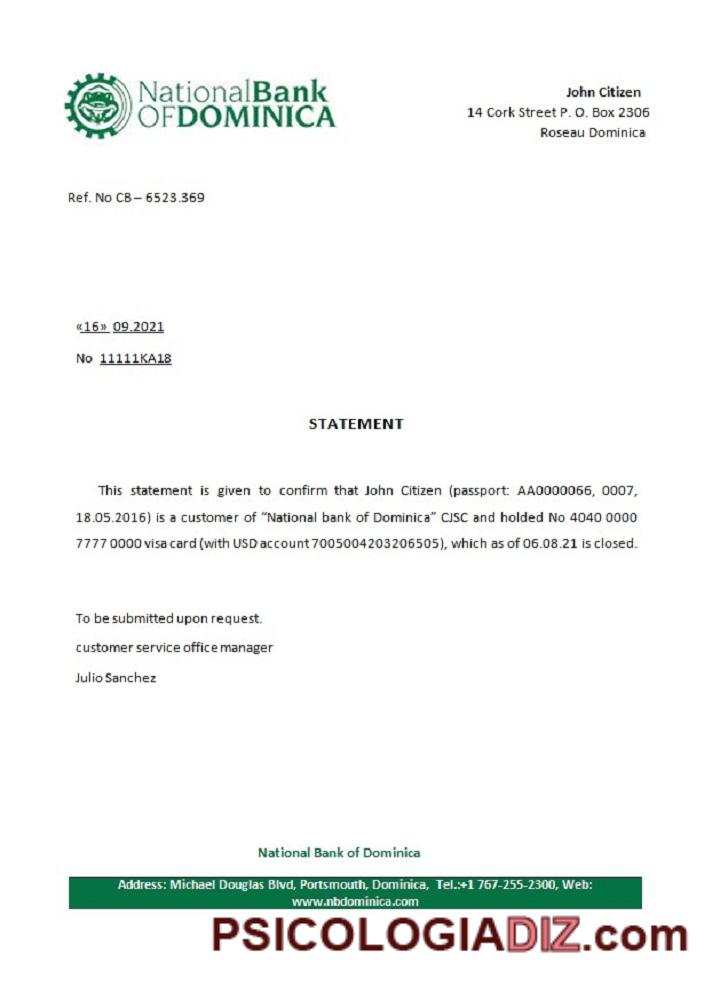 NationalBank
OFDOMINICA
John Citizen
14 Cork Street P. O. Box 2306
Roseau Dominica
Ref. No CB – 6523.369
«16» 09.2021
No 11111KA18
STATEMENT
This statement is given to confirm that John Citizen (passport: AA0000066, 0007,
18.05.2016) is a customer of “National bank of Dominica” CJSC and holded No 4040 0000
7777 0000 visa card (with USD account 7005004203206505), which as of 06.08.21 is closed.
To be submitted upon request.
customer service office manager
Julio Sanchez
National Bank of Dominica
Address: Michael Douglas Blvd, Portsmouth, Dominica, Tel.:+1 767-255-2300, Web:
www.nbdominica.com
PSICOLOGIADIZ.com